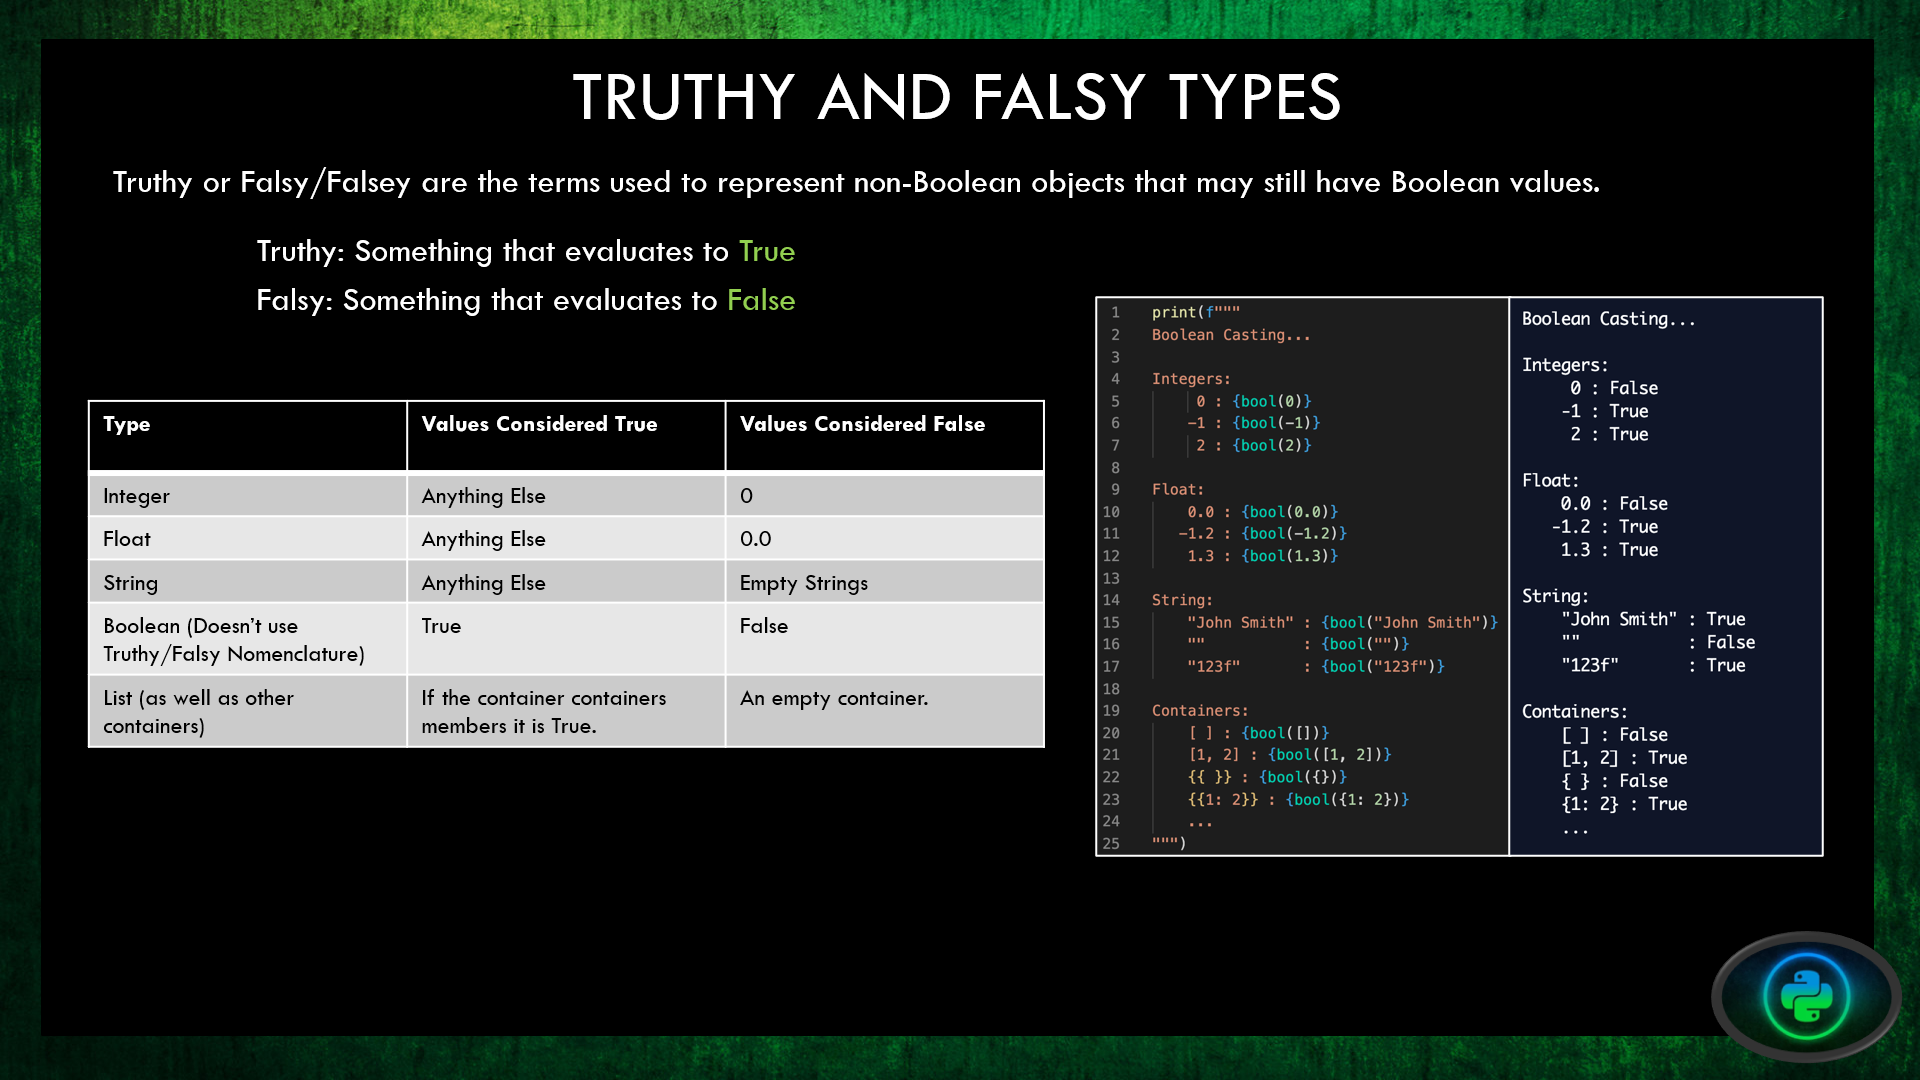 TRUTHY AND FALSY TYPES
Truthy or Falsy/Falsey are the terms used to represent non-Boolean objects that may still have Boolean values.
Truthy: Something that evaluates to True
Falsy: Something that evaluates to False
Type Values Considered True Values Considered False
Integer Anything Else 0
Float Anything Else 0.0
String Anything Else Empty Strings
Boolean (Doesn't use True False
Truthy/Falsy Nomenclature)
List (as well as other If the container containers An empty container.
containers) members it is True.
1 print(f"""
2 Boolean Casting...
3
4 Integers:
5 0 : {bool(0)}
6 -1 : {bool(-1)}
7 2 : {bool(2)}
8
9 Float:
10 0.0 : {bool(0.0)}
11 -1.2 : {bool(-1.2)}
12 1.3 : {bool(1.3)}
13
14 String:
15 "John Smith" : {bool("John Smith")}
16 "" : {bool("")}
17 "123f" : {bool("123f")}
18
19 Containers:
20 [ ] : {bool([])}
21 [1, 2] : {bool([1, 2])}
22 {{ }} : {bool({})}
23 {{1: 2}} : {bool({1: 2})}
24 ...
25 """)
Boolean Casting...
Integers:
0 : False
-1 : True
2 : True
Float:
0.0 : False
-1.2 : True
1.3 : True
String:
"John Smith" : True
"" : False
"123f" : True
Containers:
[ ] : False
[1, 2] : True
{ } : False
{1: 2} : True
...